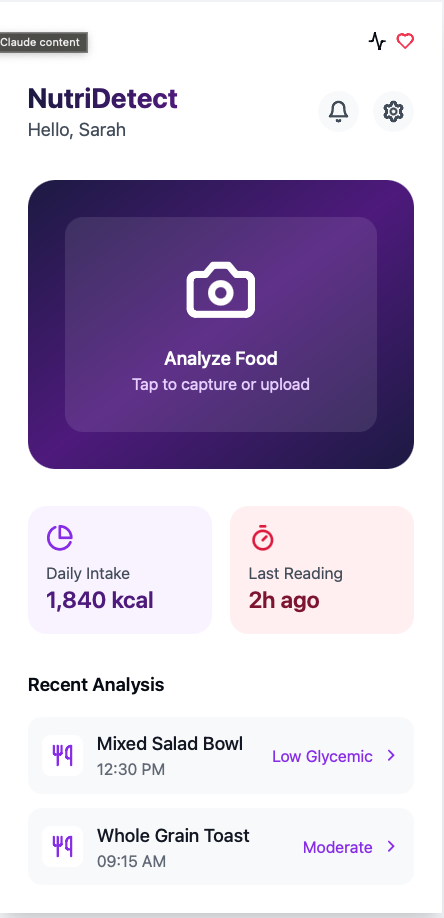 Claude content
NutriDetect
Hello, Sarah
Analyze Food
Tap to capture or upload
Daily Intake
1,840 kcal
Last Reading
2h ago
Recent Analysis
Mixed Salad Bowl
12:30 PM
Low Glycemic
Whole Grain Toast
09:15 AM
Moderate